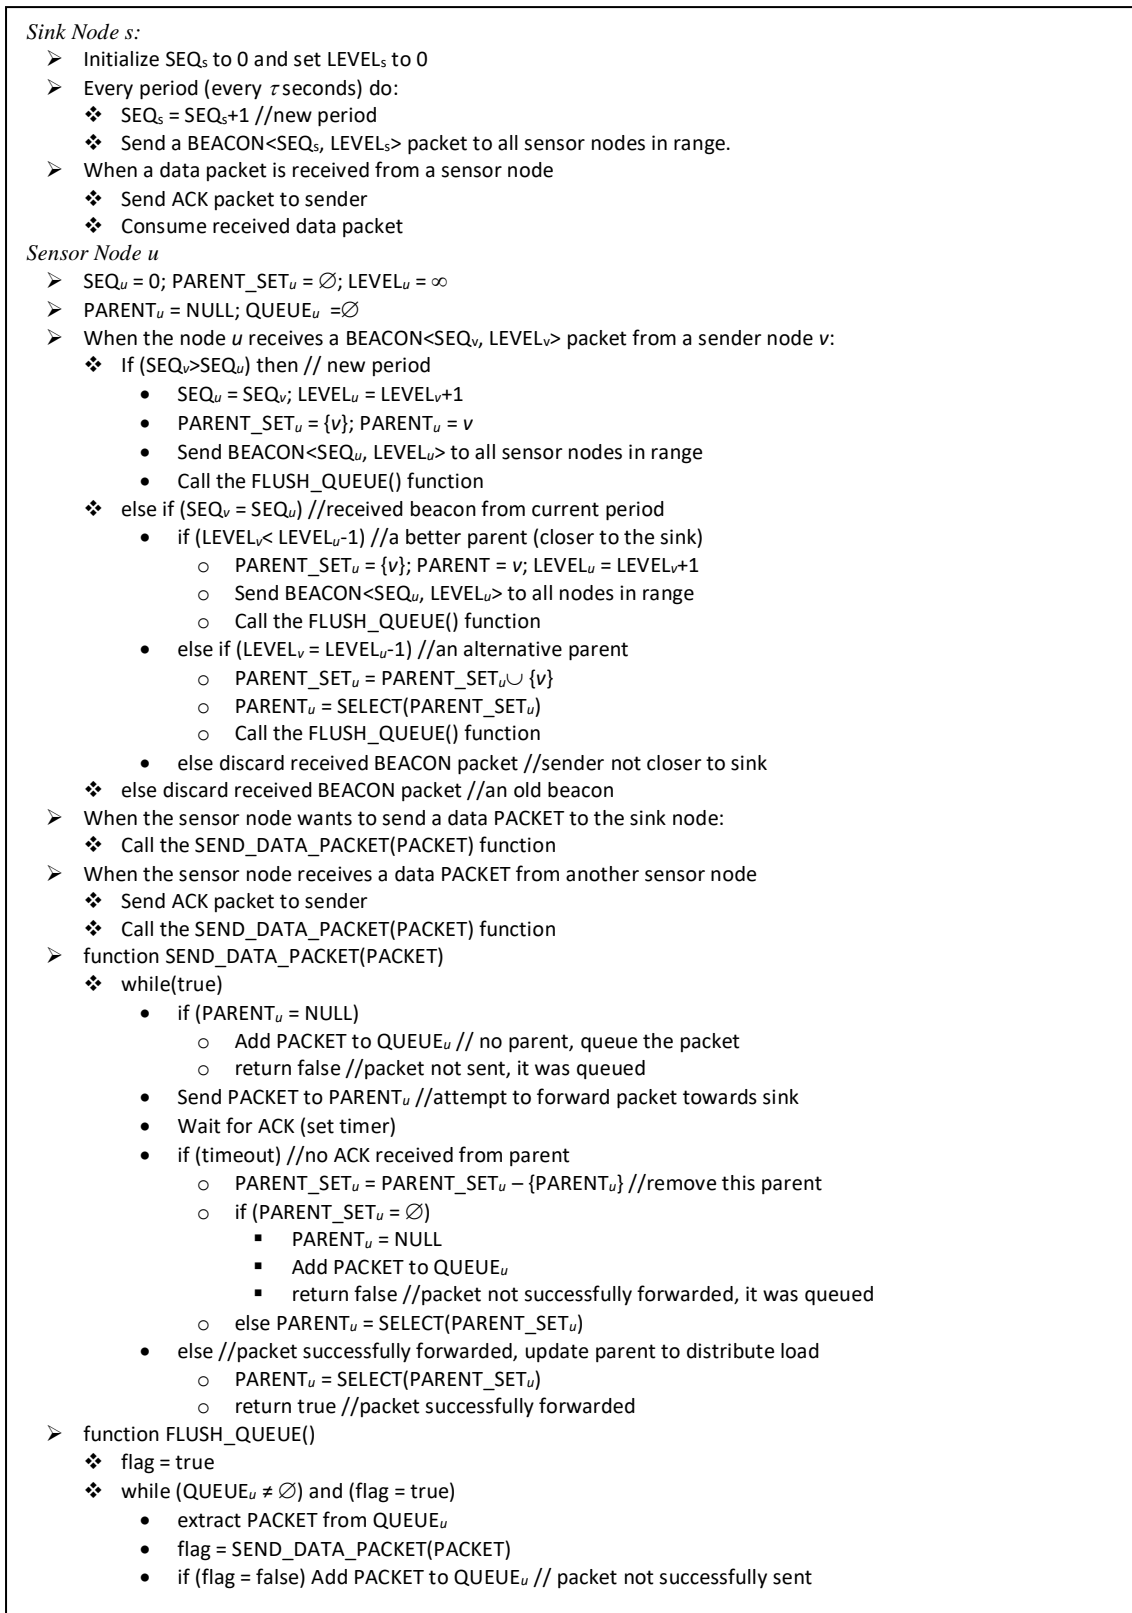 Sink Node s:
➢ Initialize SEQₛ to 0 and set LEVELₛ to 0
➢ Every period (every τ seconds) do:
❖ SEQₛ = SEQₛ+1 //new period
❖ Send a BEACON<SEQₛ, LEVELₛ> packet to all sensor nodes in range.
➢ When a data packet is received from a sensor node
❖ Send ACK packet to sender
❖ Consume received data packet
Sensor Node u
➢ SEQᵤ = 0; PARENT_SETᵤ = ∅; LEVELᵤ = ∞
➢ PARENTᵤ = NULL; QUEUEᵤ =∅
➢ When the node u receives a BEACON<SEQᵥ, LEVELᵥ> packet from a sender node v:
❖ If (SEQᵥ>SEQᵤ) then // new period
• SEQᵤ = SEQᵥ; LEVELᵤ = LEVELᵥ+1
• PARENT_SETᵤ = {v}; PARENTᵤ = v
• Send BEACON<SEQᵤ, LEVELᵤ> to all sensor nodes in range
• Call the FLUSH_QUEUE() function
❖ else if (SEQᵥ = SEQᵤ) //received beacon from current period
• if (LEVELᵥ< LEVELᵤ-1) //a better parent (closer to the sink)
o PARENT_SETᵤ = {v}; PARENT = v; LEVELᵤ = LEVELᵥ+1
o Send BEACON<SEQᵤ, LEVELᵤ> to all nodes in range
o Call the FLUSH_QUEUE() function
• else if (LEVELᵥ = LEVELᵤ-1) //an alternative parent
o PARENT_SETᵤ = PARENT_SETᵤ∪ {v}
o PARENTᵤ = SELECT(PARENT_SETᵤ)
o Call the FLUSH_QUEUE() function
• else discard received BEACON packet //sender not closer to sink
❖ else discard received BEACON packet //an old beacon
➢ When the sensor node wants to send a data PACKET to the sink node:
❖ Call the SEND_DATA_PACKET(PACKET) function
➢ When the sensor node receives a data PACKET from another sensor node
❖ Send ACK packet to sender
❖ Call the SEND_DATA_PACKET(PACKET) function
➢ function SEND_DATA_PACKET(PACKET)
❖ while(true)
• if (PARENTᵤ = NULL)
o Add PACKET to QUEUEᵤ // no parent, queue the packet
o return false //packet not sent, it was queued
• Send PACKET to PARENTᵤ //attempt to forward packet towards sink
• Wait for ACK (set timer)
• if (timeout) //no ACK received from parent
o PARENT_SETᵤ = PARENT_SETᵤ – {PARENTᵤ} //remove this parent
o if (PARENT_SETᵤ = ∅)
▪ PARENTᵤ = NULL
▪ Add PACKET to QUEUEᵤ
▪ return false //packet not successfully forwarded, it was queued
o else PARENTᵤ = SELECT(PARENT_SETᵤ)
• else //packet successfully forwarded, update parent to distribute load
o PARENTᵤ = SELECT(PARENT_SETᵤ)
o return true //packet successfully forwarded
➢ function FLUSH_QUEUE()
❖ flag = true
❖ while (QUEUEᵤ ≠ ∅) and (flag = true)
• extract PACKET from QUEUEᵤ
• flag = SEND_DATA_PACKET(PACKET)
• if (flag = false) Add PACKET to QUEUEᵤ // packet not successfully sent